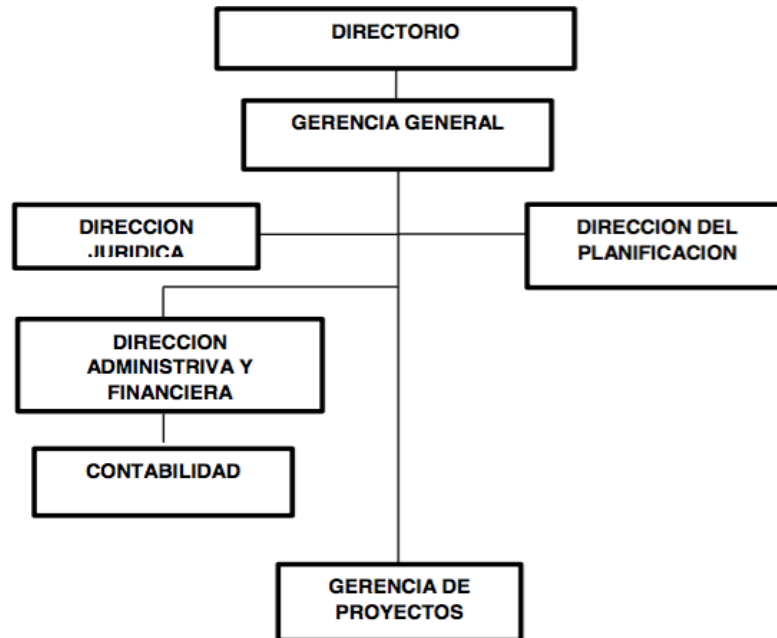 DIRECTORIO
GERENCIA GENERAL
DIRECCION
JURIDICA
DIRECCION DEL
PLANIFICACION
DIRECCION
ADMINISTRIVA Y
FINANCIERA
CONTABILIDAD
GERENCIA DE
PROYECTOS